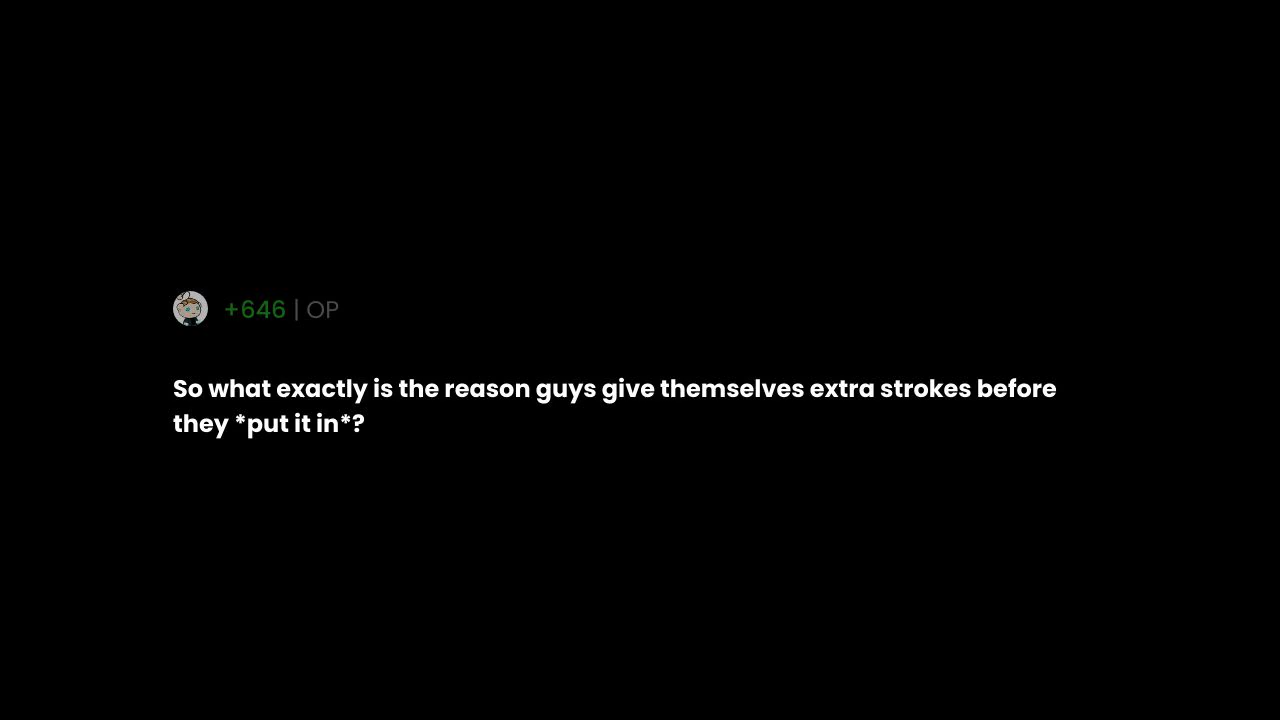 +646 | OP
So what exactly is the reason guys give themselves extra strokes before
they *put it in*?